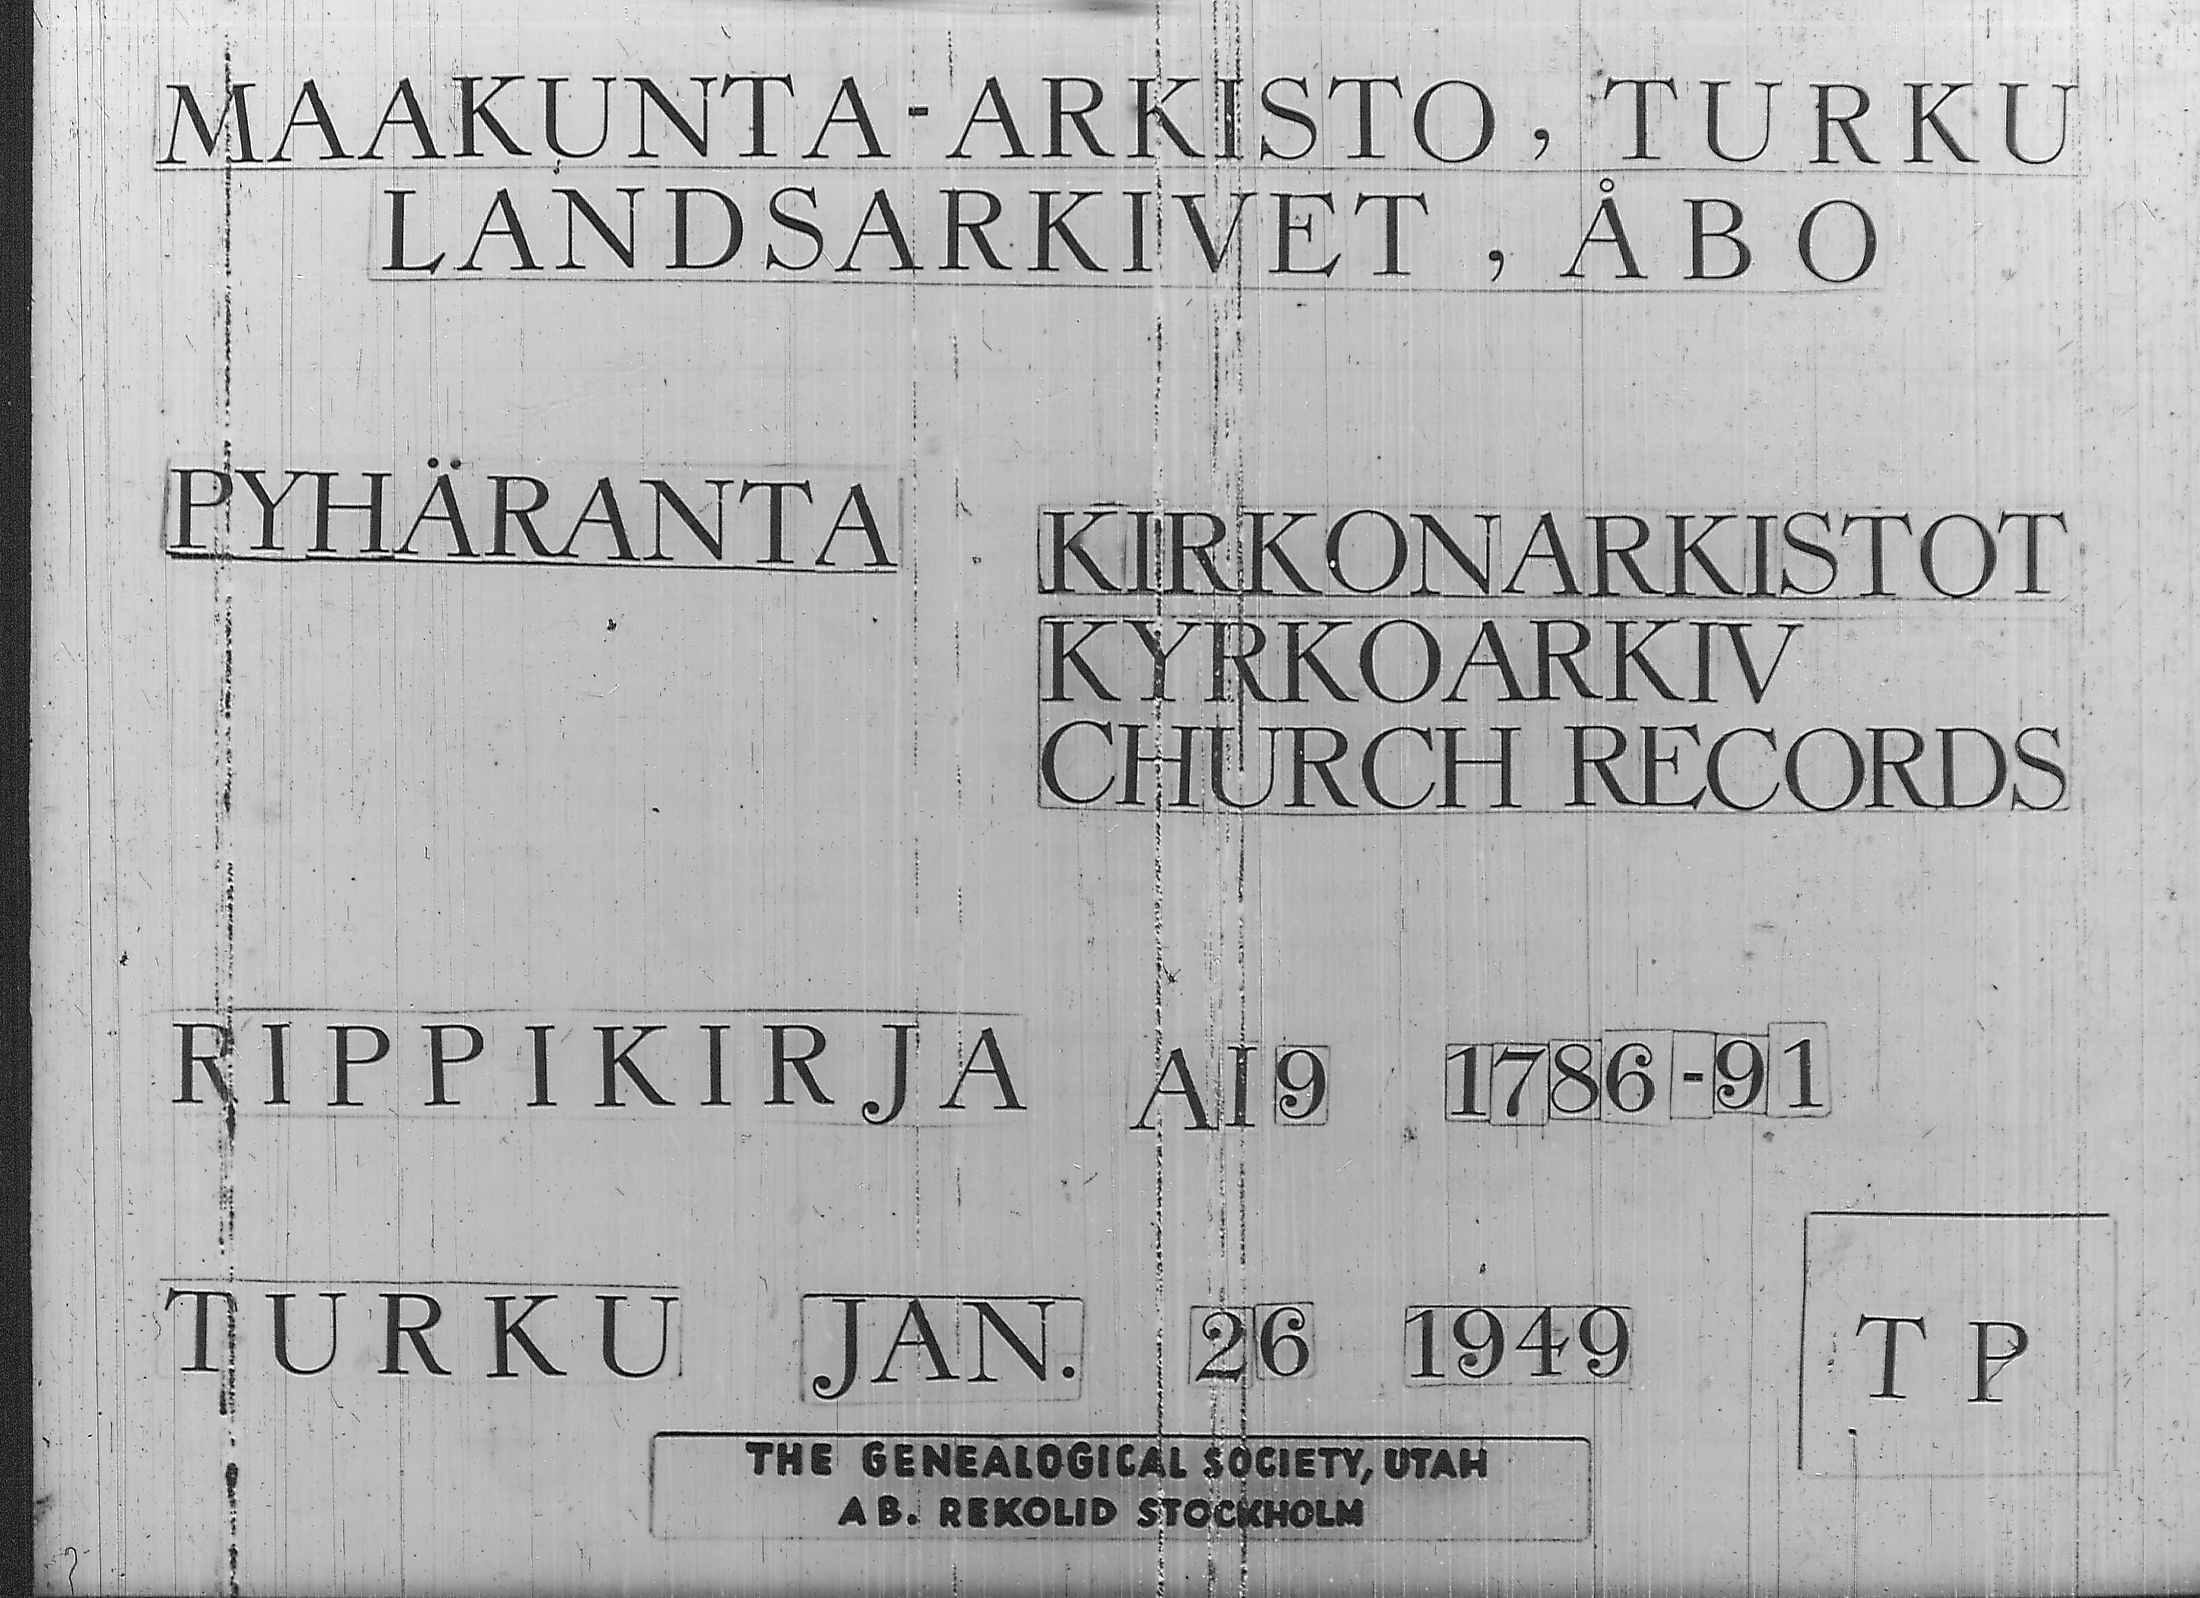 MAAKUNTA-ARKISTO, TURKU
LANDSARKIVET, ÅBO
PYHÄRANTA
KIRKONARKISTOT
KYRKOARKIV
CHURCH RECORDS
RIPPIKIRJA AI9 1786-91
TURKU JAN. 26 1949
TP
THE GENEALOGICAL SOCIETY, UTAH
AB. REKOLID STOCKHOLM